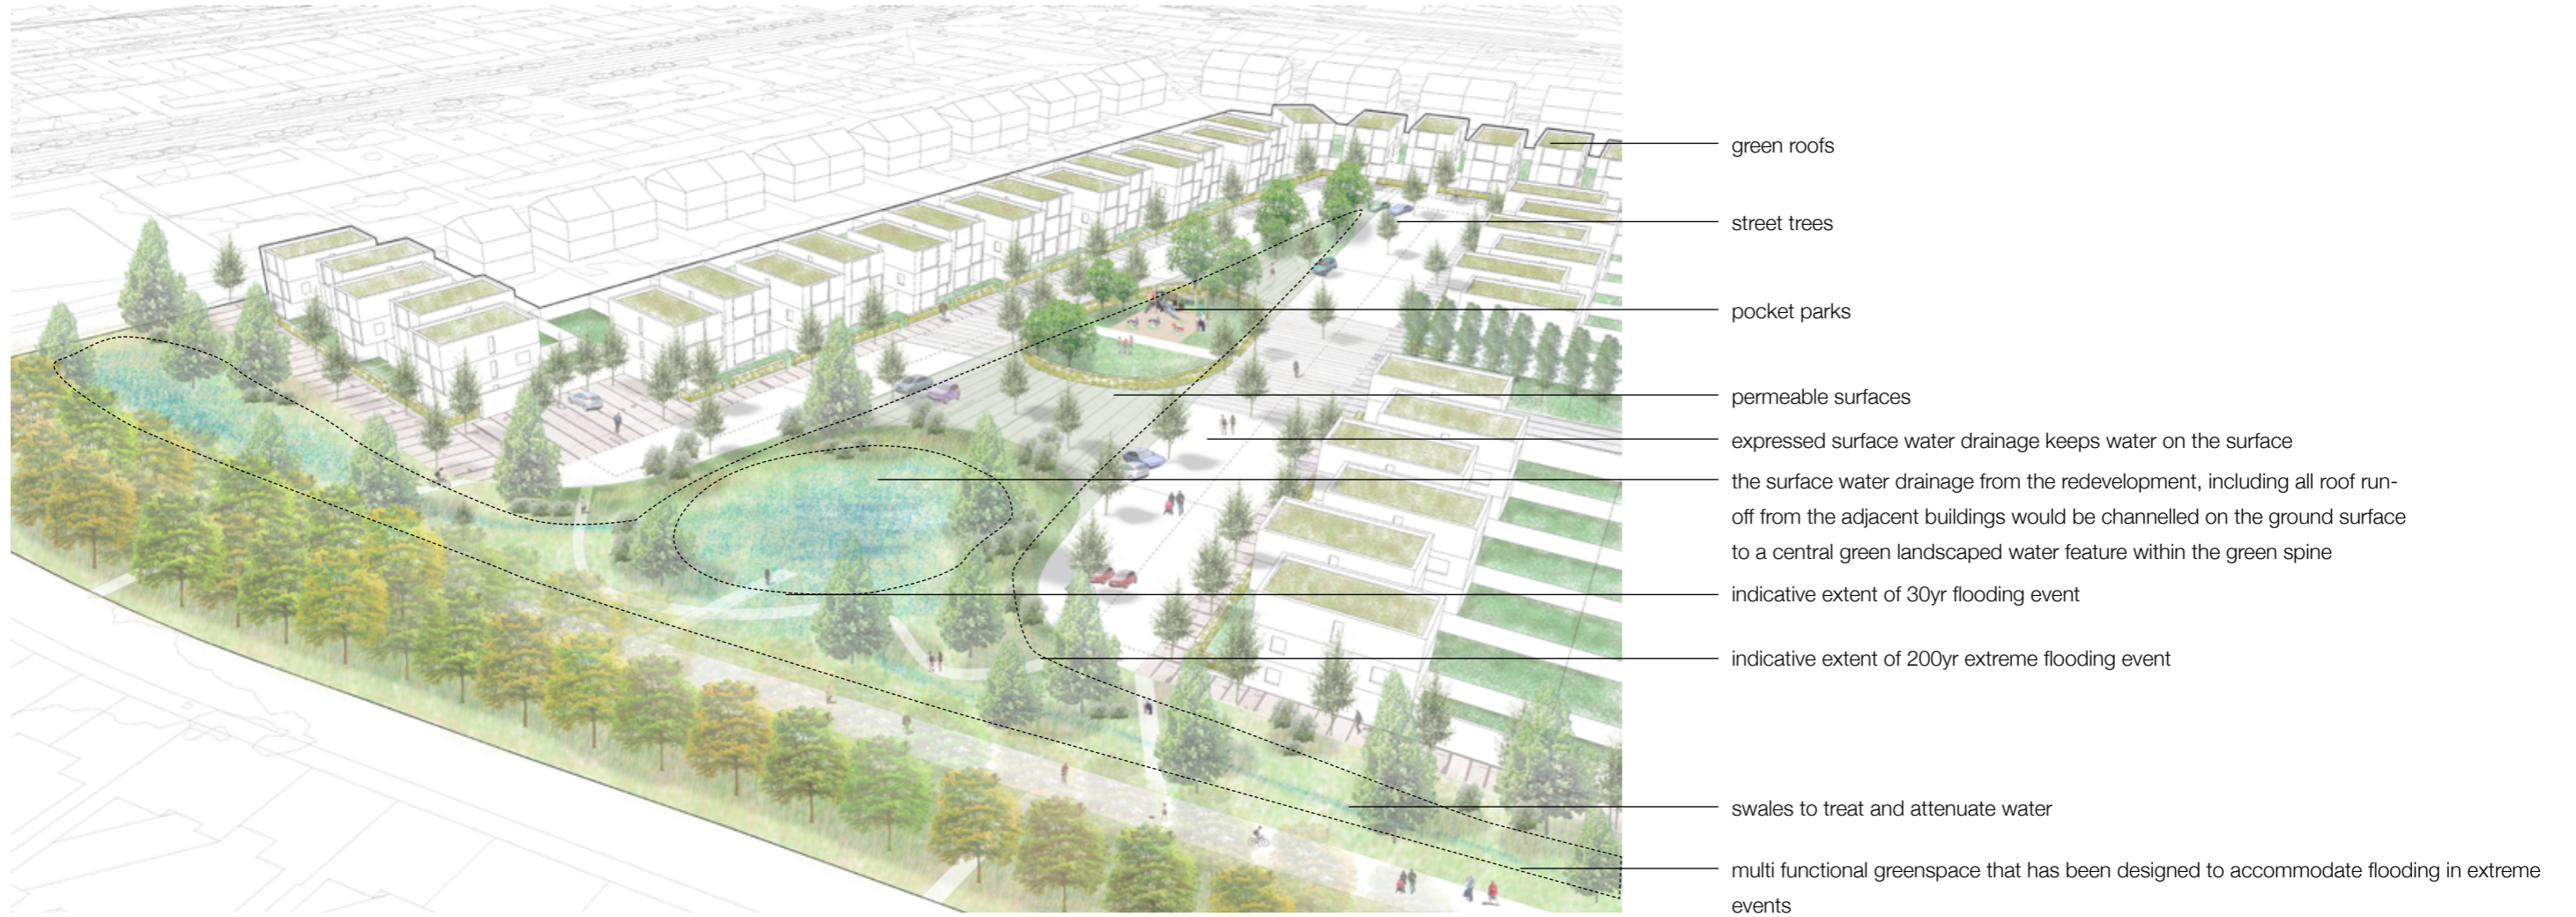 green roofs
street trees
pocket parks
permeable surfaces
expressed surface water drainage keeps water on the surface
the surface water drainage from the redevelopment, including all roof run-
off from the adjacent buildings would be channelled on the ground surface
to a central green landscaped water feature within the green spine
indicative extent of 30yr flooding event
indicative extent of 200yr extreme flooding event
swales to treat and attenuate water
multi functional greenspace that has been designed to accommodate flooding in extreme
events